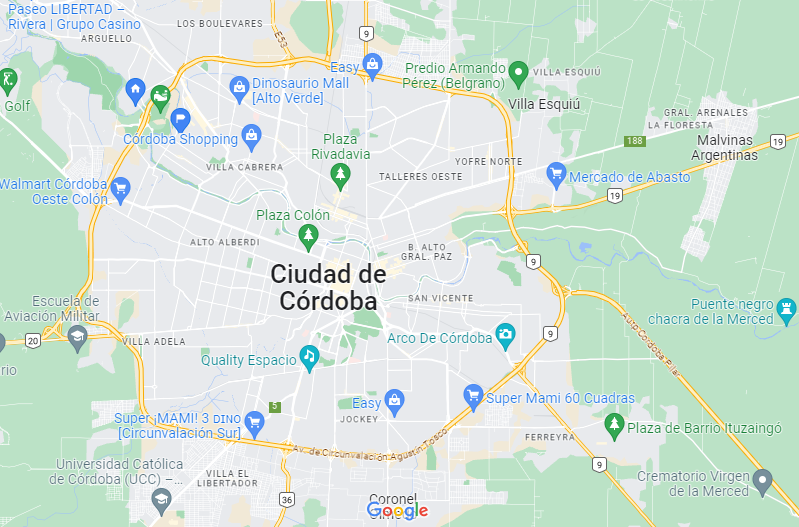 Paseo LIBERTAD –
Rivera | Grupo Casino
LOS BOULEVARES
ARGUELLO
E53
9
Easy
Predio Armando
Pérez (Belgrano)
VILLA ESQUIÚ
Villa Esquiú
Dinosaurio Mall
[Alto Verde]
Golf
GRAL. ARENALES
LA FLORESTA
Malvinas
Argentinas
188
19
Córdoba Shopping
Plaza
Rivadavia
VILLA CABRERA
YOFRE NORTE
TALLERES OESTE
Mercado de Abasto
Walmart Córdoba
Oeste Colón
19
Plaza Colón
ALTO ALBERDI
B. ALTO
GRAL. PAZ
9
Ciudad de
Córdoba
SAN VICENTE
Escuela de
Aviación Militar
Puente negro
chacra de la Merced
Autp. Córdoba Pilar
20
VILLA ADELA
Arco De Córdoba
9
rio
Quality Espacio
5
Easy
JOCKEY
Super Mami 60 Cuadras
Super ¡MAMI! 3 DINO
[Circunvalación Sur]
Plaza de Barrio Ituzaingó
FERREYRA
Av. de Circunvalación Agustín Tosco
9
Universidad Católica
de Córdoba (UCC) –...
VILLA EL
LIBERTADOR
36
Crematorio Virgen
de la Merced
Coronel
Google